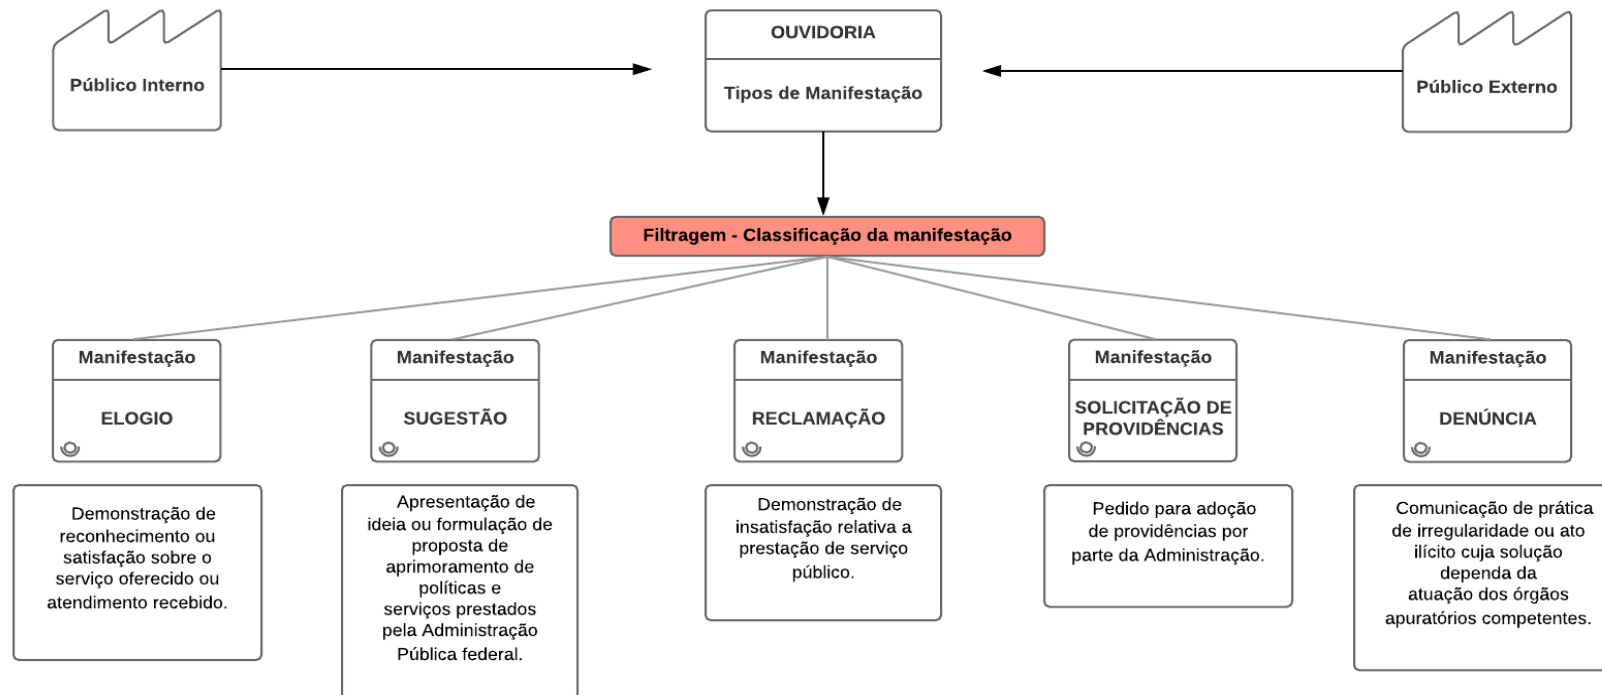 Público Interno
OUVIDORIA
Tipos de Manifestação
Público Externo
Filtragem - Classificação da manifestação
Manifestação
ELOGIO
Demonstração de
reconhecimento ou
satisfação sobre o
serviço oferecido ou
atendimento recebido.
Manifestação
SUGESTÃO
Apresentação de
ideia ou formulação de
proposta de
aprimoramento de
políticas e
serviços prestados
pela Administração
Pública federal.
Manifestação
RECLAMAÇÃO
Demonstração de
insatisfação relativa a
prestação de serviço
público.
Manifestação
SOLICITAÇÃO DE
PROVIDÊNCIAS
Pedido para adoção
de providências por
parte da Administração.
Manifestação
DENÚNCIA
Comunicação de prática
de irregularidade ou ato
ilícito cuja solução
dependa da
atuação dos órgãos
apuratórios competentes.